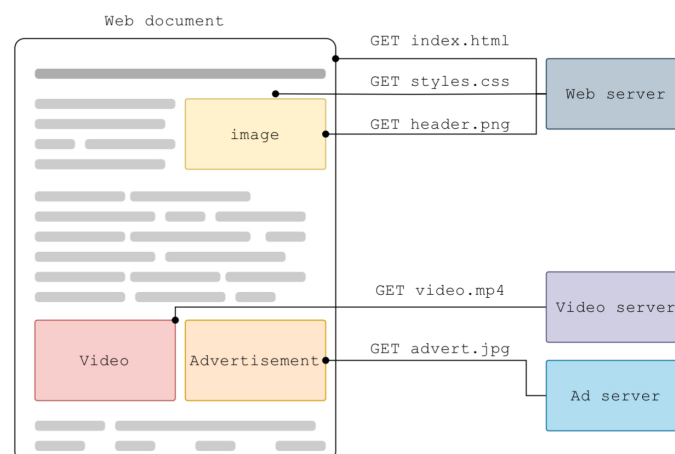 Web document
GET index.html
GET styles.css
Web server
GET header.png
image
GET video.mp4
Video server
GET advert.jpg
Video
Advertisement
Ad server